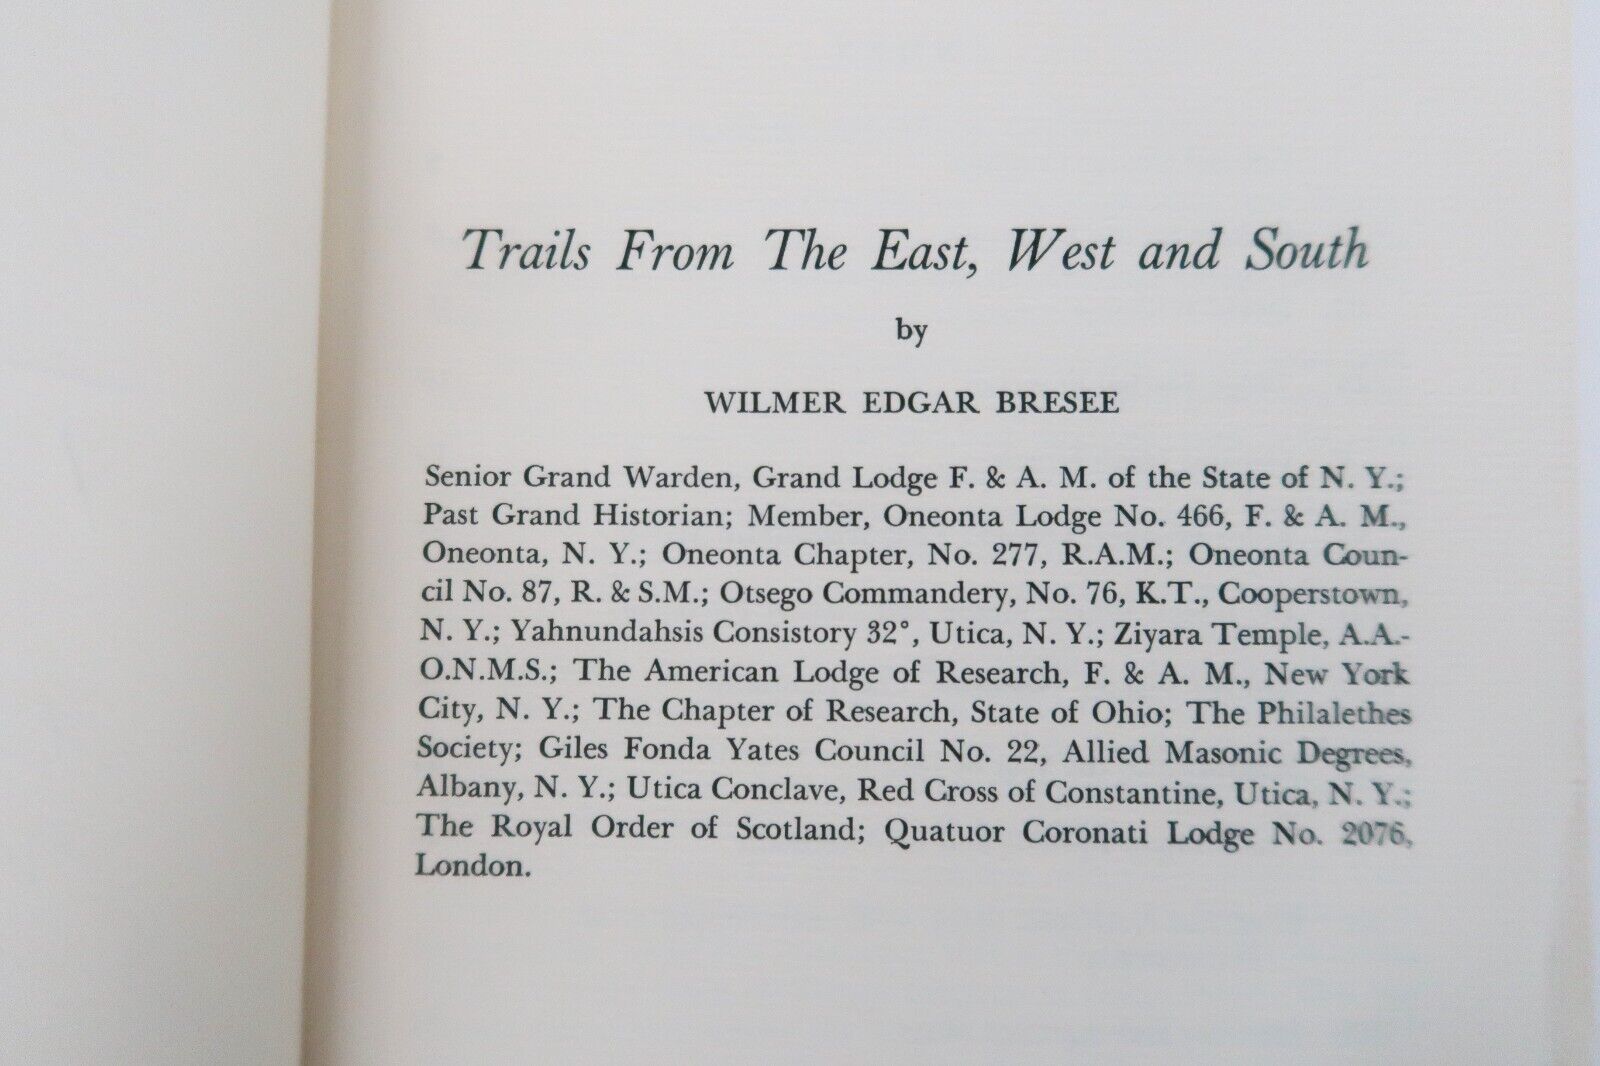 Trails From The East, West and South
by
WILMER EDGAR BRESEE
Senior Grand Warden, Grand Lodge F. & A. M. of the State of N. Y.;
Past Grand Historian; Member, Oneonta Lodge No. 466, F. & A. M.,
Oneonta, N. Y.; Oneonta Chapter, No. 277, R.A.M.; Oneonta Coun-
cil No. 87, R. & S.M.; Otsego Commandery, No. 76, K.T., Cooperstown,
N. Y.; Yahnundahsis Consistory 32°, Utica, N. Y.; Ziyara Temple, A.A.-
O.N.M.S.; The American Lodge of Research, F. & A. M., New York
City, N. Y.; The Chapter of Research, State of Ohio; The Philalethes
Society; Giles Fonda Yates Council No. 22, Allied Masonic Degrees,
Albany, N. Y.; Utica Conclave, Red Cross of Constantine, Utica, N. Y.;
The Royal Order of Scotland; Quatuor Coronati Lodge No. 2076,
London.